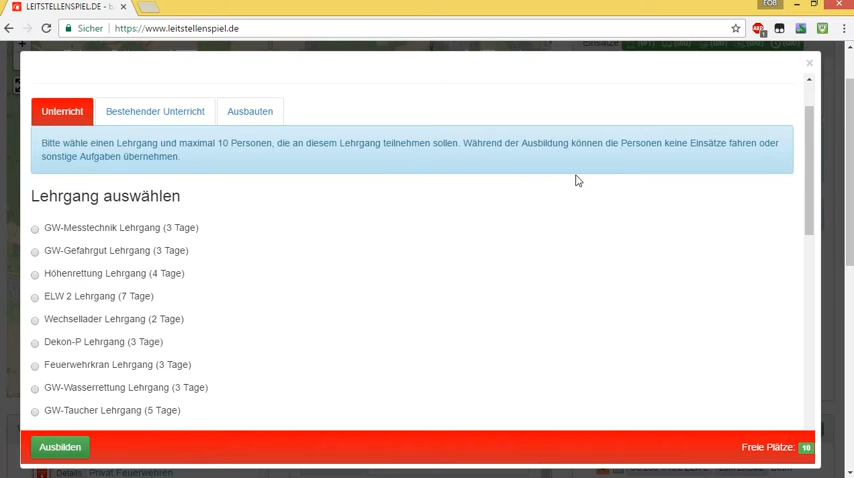 LEITSTELLENSPIEL.DE - b
EOB
Sicher https://www.leitstellenspiel.de
Einsätze
×
Unterricht Bestehender Unterricht Ausbauten
Bitte wähle einen Lehrgang und maximal 10 Personen, die an diesem Lehrgang teilnehmen sollen. Während der Ausbildung können die Personen keine Einsätze fahren oder
sonstige Aufgaben übernehmen.
Lehrgang auswählen
GW-Messtechnik Lehrgang (3 Tage)
GW-Gefahrgut Lehrgang (3 Tage)
Höhenrettung Lehrgang (4 Tage)
ELW 2 Lehrgang (7 Tage)
Wechsellader Lehrgang (2 Tage)
Dekon-P Lehrgang (3 Tage)
Feuerwehrkran Lehrgang (3 Tage)
GW-Wasserrettung Lehrgang (3 Tage)
GW-Taucher Lehrgang (5 Tage)
Ausbilden Freie Plätze: 10
Details Privat Feuerwehren